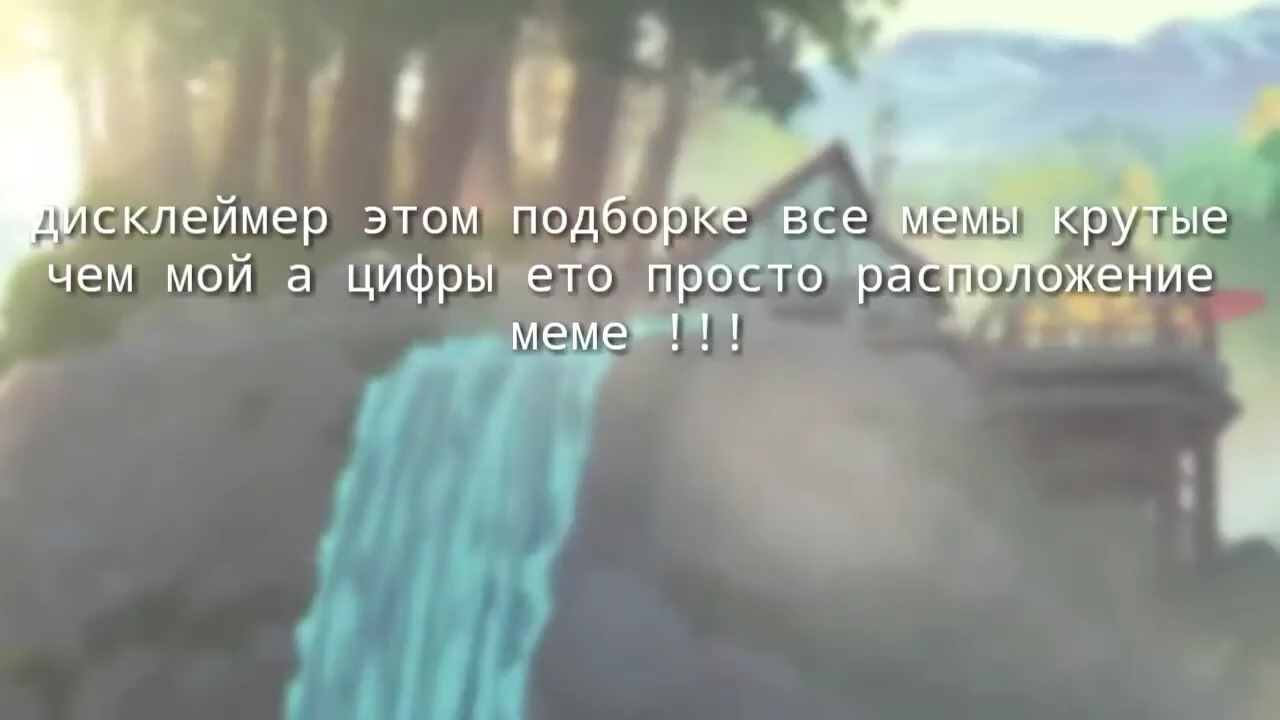 дисклеймер этом подборке все мемы крутые
чем мой а цифры ето просто расположение
меме !!!